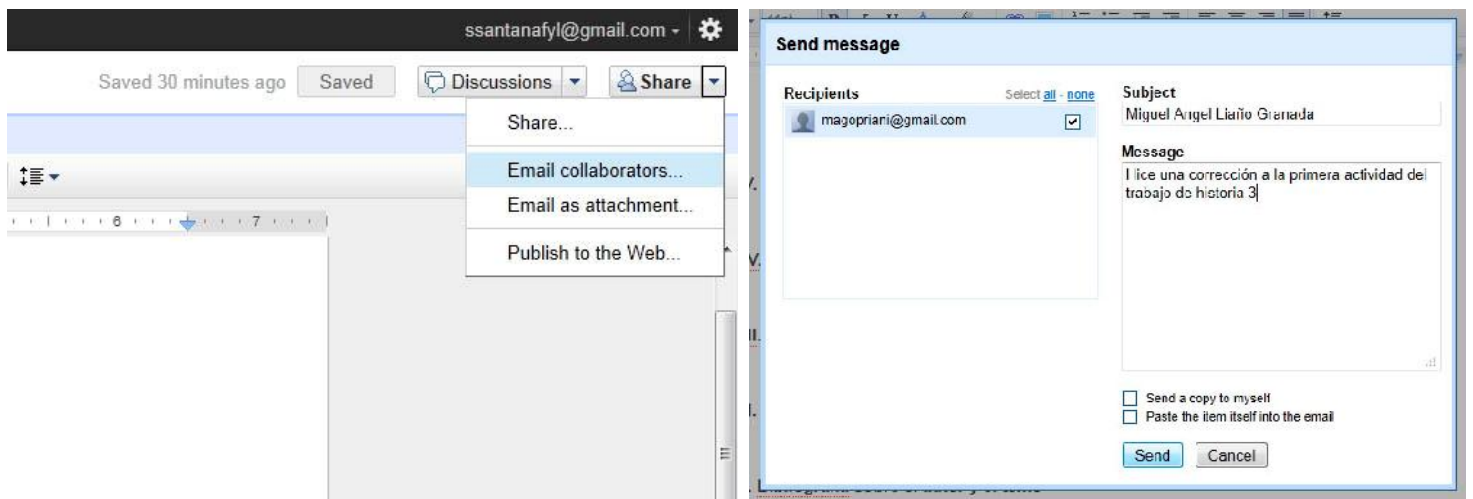 ssantanafyl@gmail.com
Saved 30 minutes ago Saved Discussions Share
Share...
Email collaborators...
Email as attachment...
Publish to the Web...
6 7
Send message
Recipients Select all - none
magopriani@gmail.com
Subject
Miguel Angel Liaño Granada
Message
Hice una corrección a la primera actividad del
trabajo de historia 3
Send a copy to myself
Paste the item itself into the email
Send Cancel